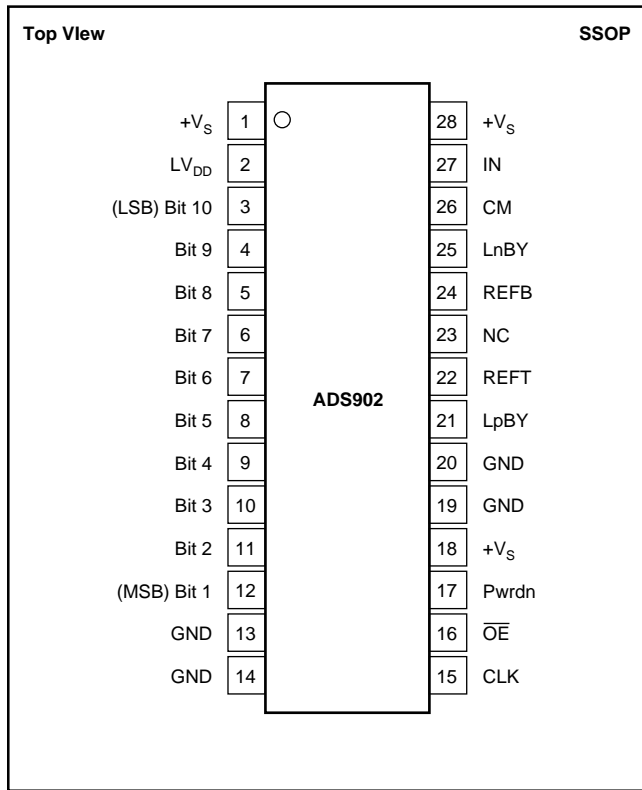 Top VIew SSOP
+VS 1 28 +VS
LVDD 2 27 IN
(LSB) Bit 10 3 26 CM
Bit 9 4 25 LnBY
Bit 8 5 24 REFB
Bit 7 6 23 NC
Bit 6 7 22 REFT
ADS902
Bit 5 8 21 LpBY
Bit 4 9 20 GND
Bit 3 10 19 GND
Bit 2 11 18 +VS
(MSB) Bit 1 12 17 Pwrdn
GND 13 16 OE
GND 14 15 CLK